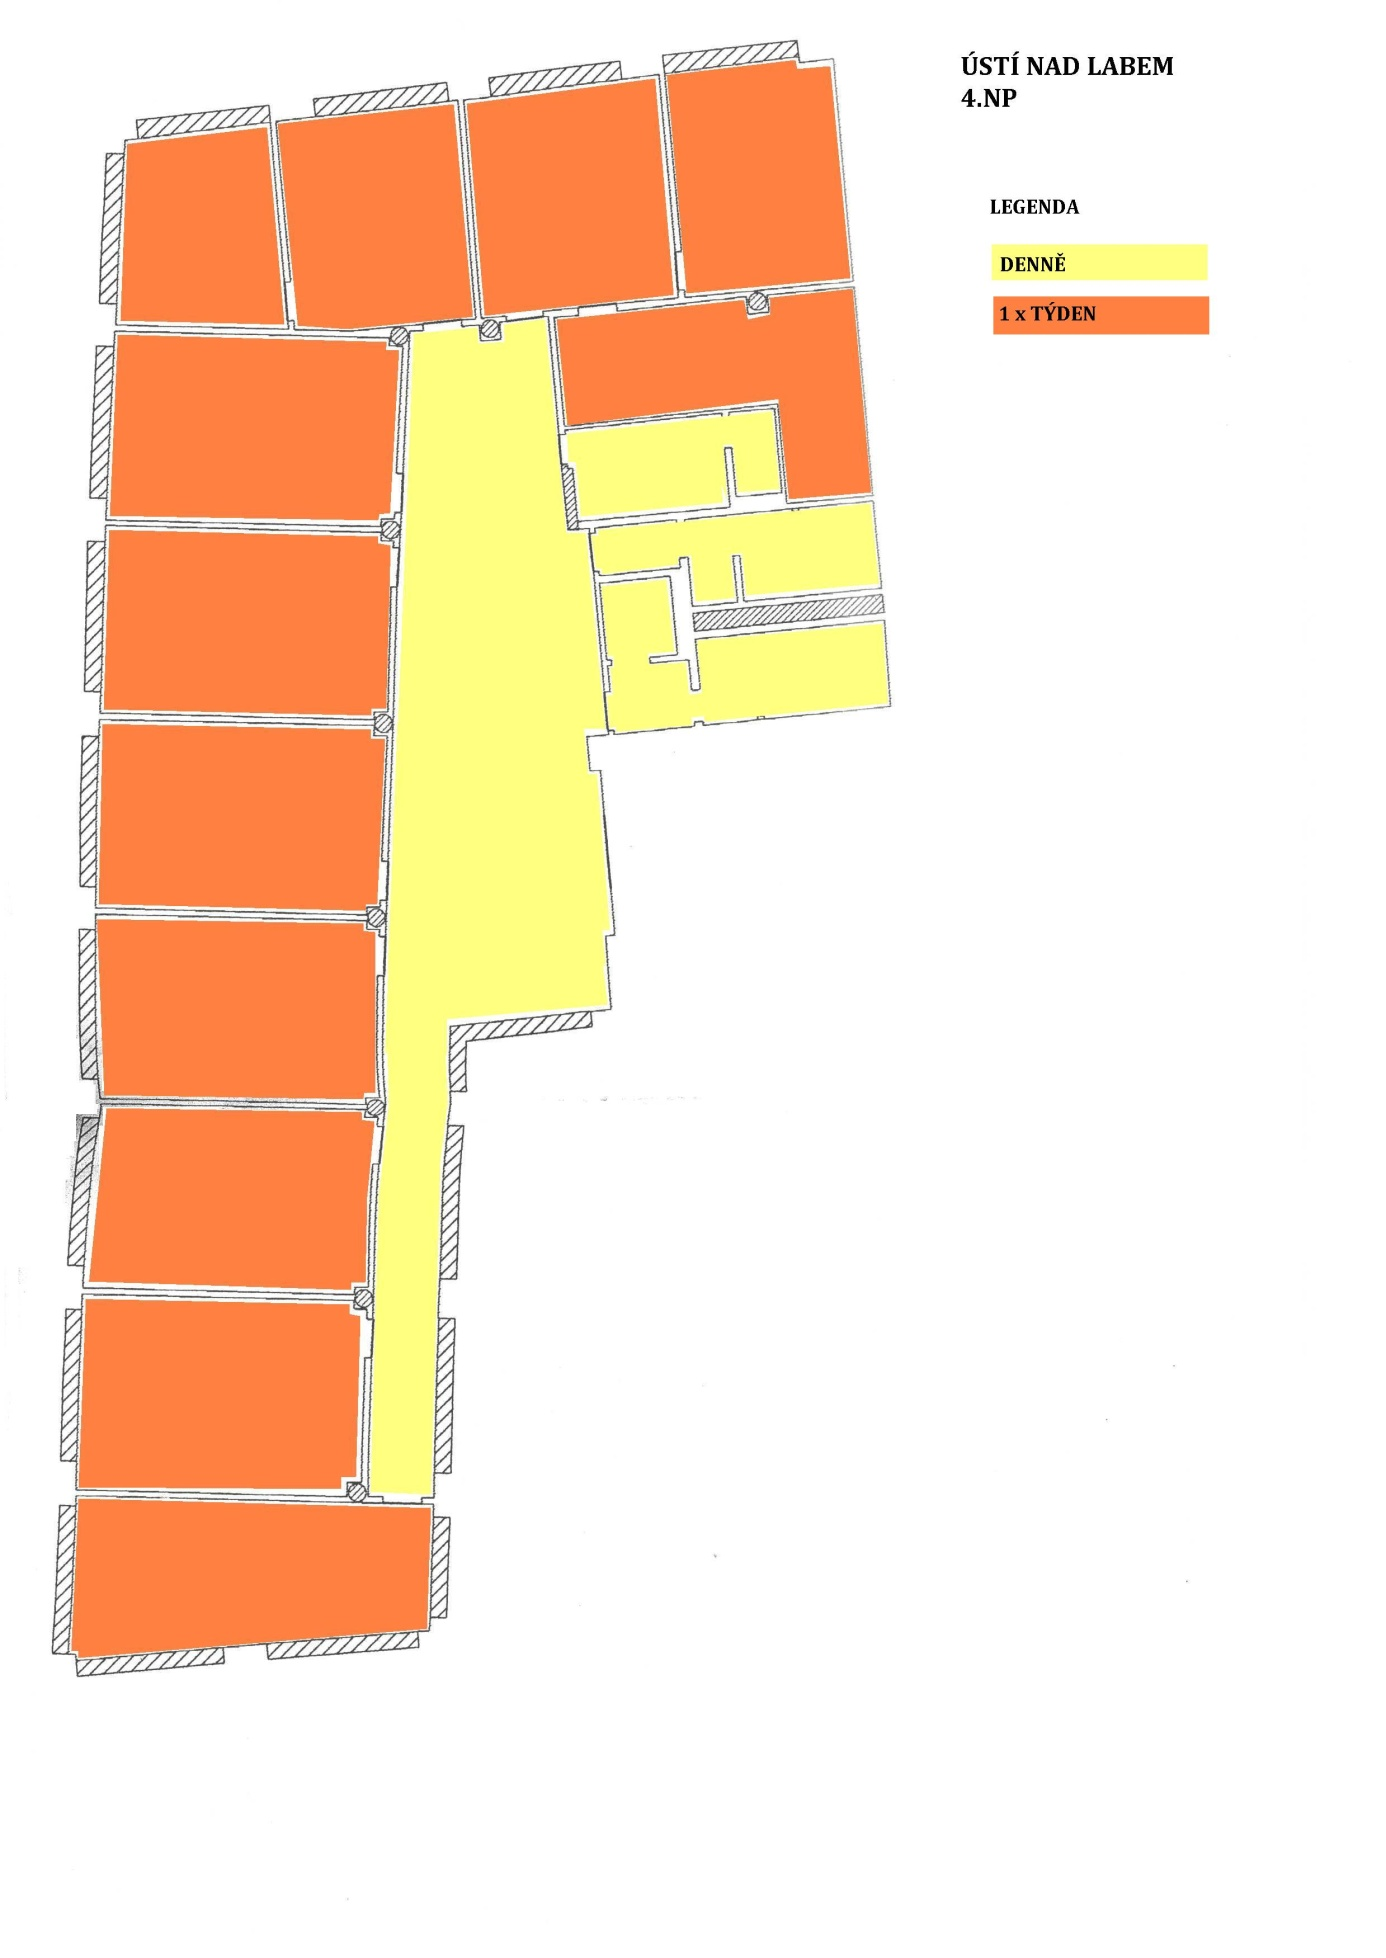 ÚSTÍ NAD LABEM
4.NP
LEGENDA
DENNĚ
1 x TÝDEN